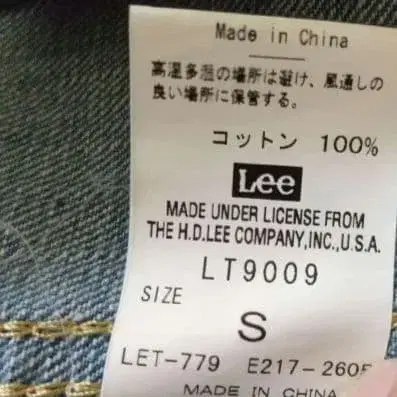 Made in China
高温多湿の場所は避け、風通しの
良い場所に保管する。
コットン 100%
Lee
MADE UNDER LICENSE FROM
THE H.D.LEE COMPANY,INC.,U.S.A.
LT9009
SIZE
S
LET-779
MADE IN CHINA